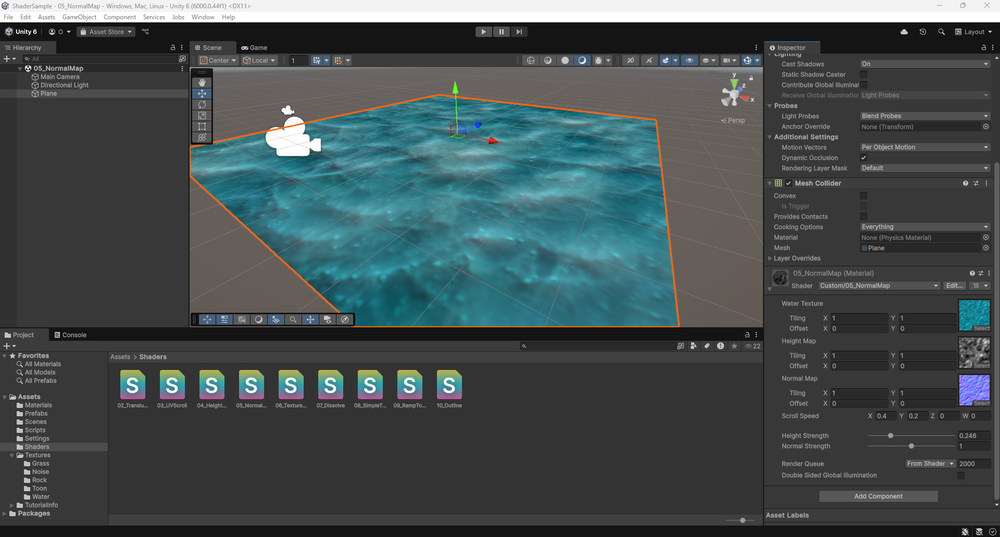 ShaderSample - 05_NormalMap - Windows, Mac, Linux - Unity 6 (6000.0.44f1) <DX11>
File Edit Assets GameObject Component Services Jobs Window Help
Unity 6 O Asset Store Layout
Hierarchy
All
05_NormalMap
Main Camera
Directional Light
Plane
Scene Game
Center Local 1 2D
y
z
x
Persp
Inspector
Lighting
Cast Shadows On
Static Shadow Caster
Contribute Global Illuminat
Receive Global Illumination Light Probes
Probes
Light Probes Blend Probes
Anchor Override None (Transform)
Additional Settings
Motion Vectors Per Object Motion
Dynamic Occlusion
Rendering Layer Mask Default
Mesh Collider
Convex
Is Trigger
Provides Contacts
Cooking Options Everything
Material None (Physics Material)
Mesh Plane
Layer Overrides
05_NormalMap (Material)
Shader Custom/05_NormalMap Edit...
Water Texture
Tiling X 1 Y 1
Offset X 0 Y 0 Select
Height Map
Tiling X 1 Y 1
Offset X 0 Y 0 Select
Normal Map
Tiling X 1 Y 1
Offset X 0 Y 0 Select
Scroll Speed X 0.4 Y 0.2 Z 0 W 0
Height Strength 0.246
Normal Strength 1
Render Queue From Shader 2000
Double Sided Global Illumination
Add Component
Asset Labels
Project Console
22
Favorites
All Materials
All Models
All Prefabs
Assets
Materials
Prefabs
Scenes
Scripts
Settings
Shaders
Textures
Grass
Noise
Rock
Toon
Water
TutorialInfo
Packages
Assets > Shaders
S S S S S S S S S
02_Translu... 03_UVScroll 04_Height... 05_Normal... 06_Texture... 07_Dissolve 08_SimpleT... 09_RampTo... 10_Outline